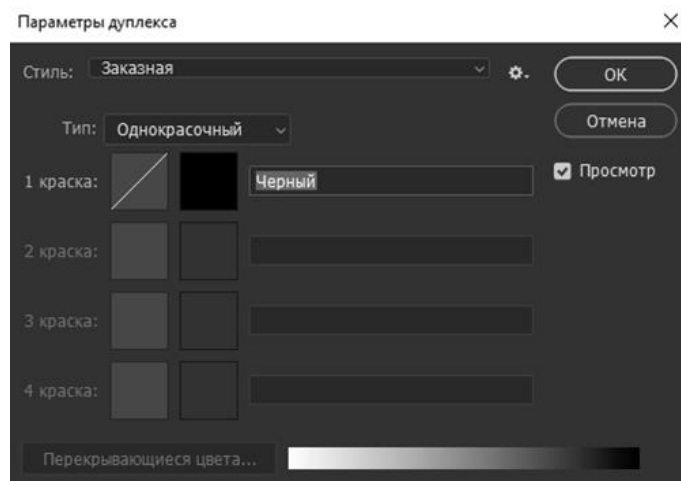 Параметры дуплекса
Стиль: Заказная
ОК
Тип: Однокрасочный
Отмена
1 краска: Черный
Просмотр
2 краска:
3 краска:
4 краска:
Перекрывающиеся цвета...